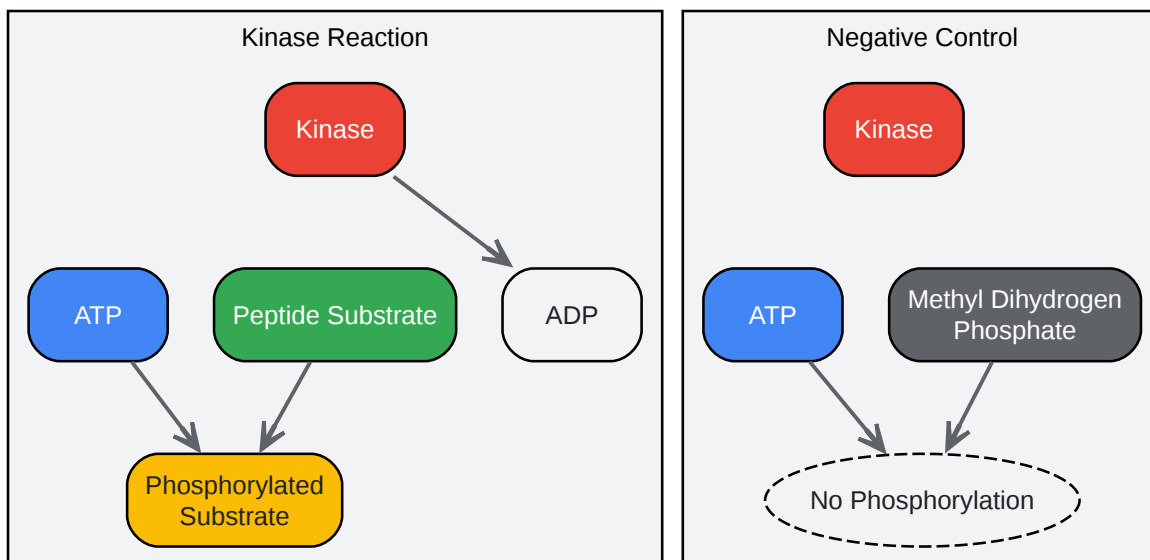 Kinase Reaction
Kinase
ATP
Peptide Substrate
ADP
Phosphorylated
Substrate
Negative Control
Kinase
ATP
Methyl Dihydrogen
Phosphate
No Phosphorylation